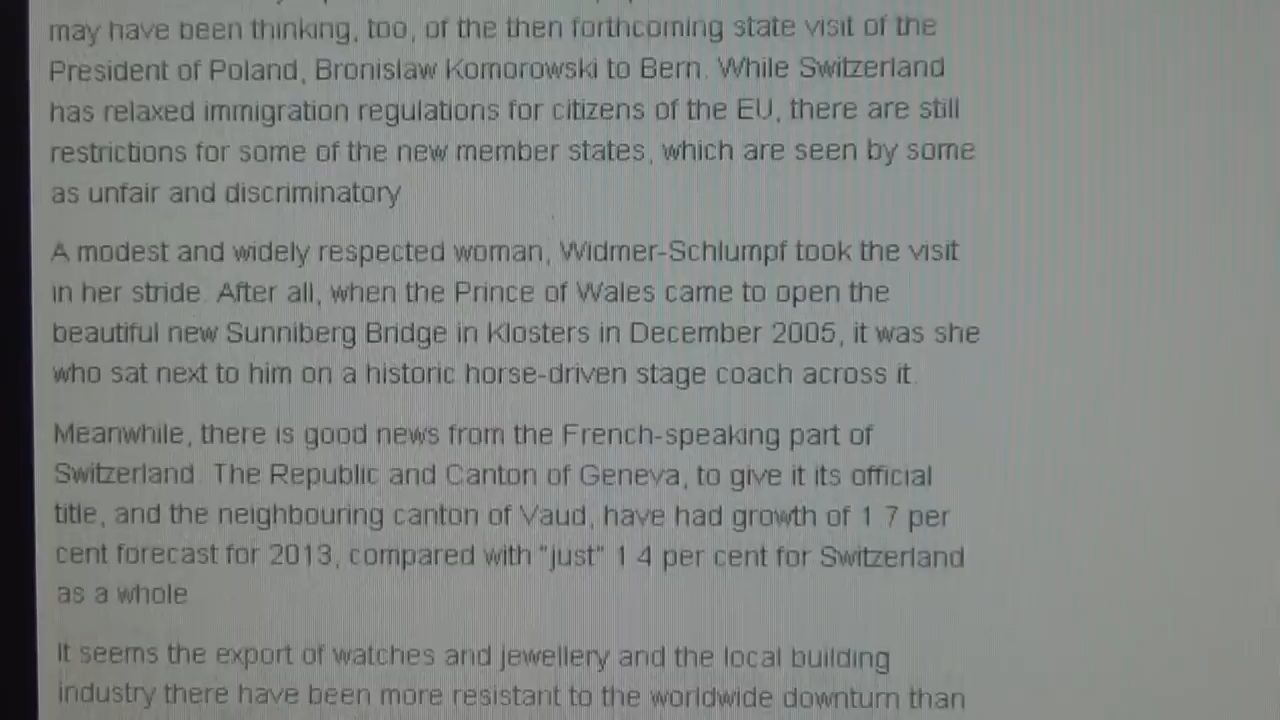 may have been thinking, too, of the then forthcoming state visit of the
President of Poland, Bronislaw Komorowski to Bern. While Switzerland
has relaxed immigration regulations for citizens of the EU, there are still
restrictions for some of the new member states, which are seen by some
as unfair and discriminatory
A modest and widely respected woman, Widmer-Schlumpf took the visit
in her stride. After all, when the Prince of Wales came to open the
beautiful new Sunniberg Bridge in Klosters in December 2005, it was she
who sat next to him on a historic horse-driven stage coach across it.
Meanwhile, there is good news from the French-speaking part of
Switzerland. The Republic and Canton of Geneva, to give it its official
title, and the neighbouring canton of Vaud, have had growth of 1 7 per
cent forecast for 2013, compared with "just" 1 4 per cent for Switzerland
as a whole
It seems the export of watches and jewellery and the local building
industry there have been more resistant to the worldwide downturn than